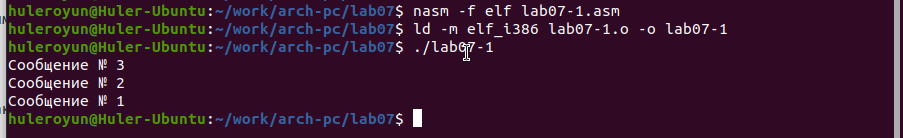 huleroyun@Huler-Ubuntu:~/work/arch-pc/lab07$ nasm -f elf lab07-1.asm
huleroyun@Huler-Ubuntu:~/work/arch-pc/lab07$ ld -m elf_i386 lab07-1.o -o lab07-1
huleroyun@Huler-Ubuntu:~/work/arch-pc/lab07$ ./lab07-1
Сообщение № 3
Сообщение № 2
Сообщение № 1
huleroyun@Huler-Ubuntu:~/work/arch-pc/lab07$